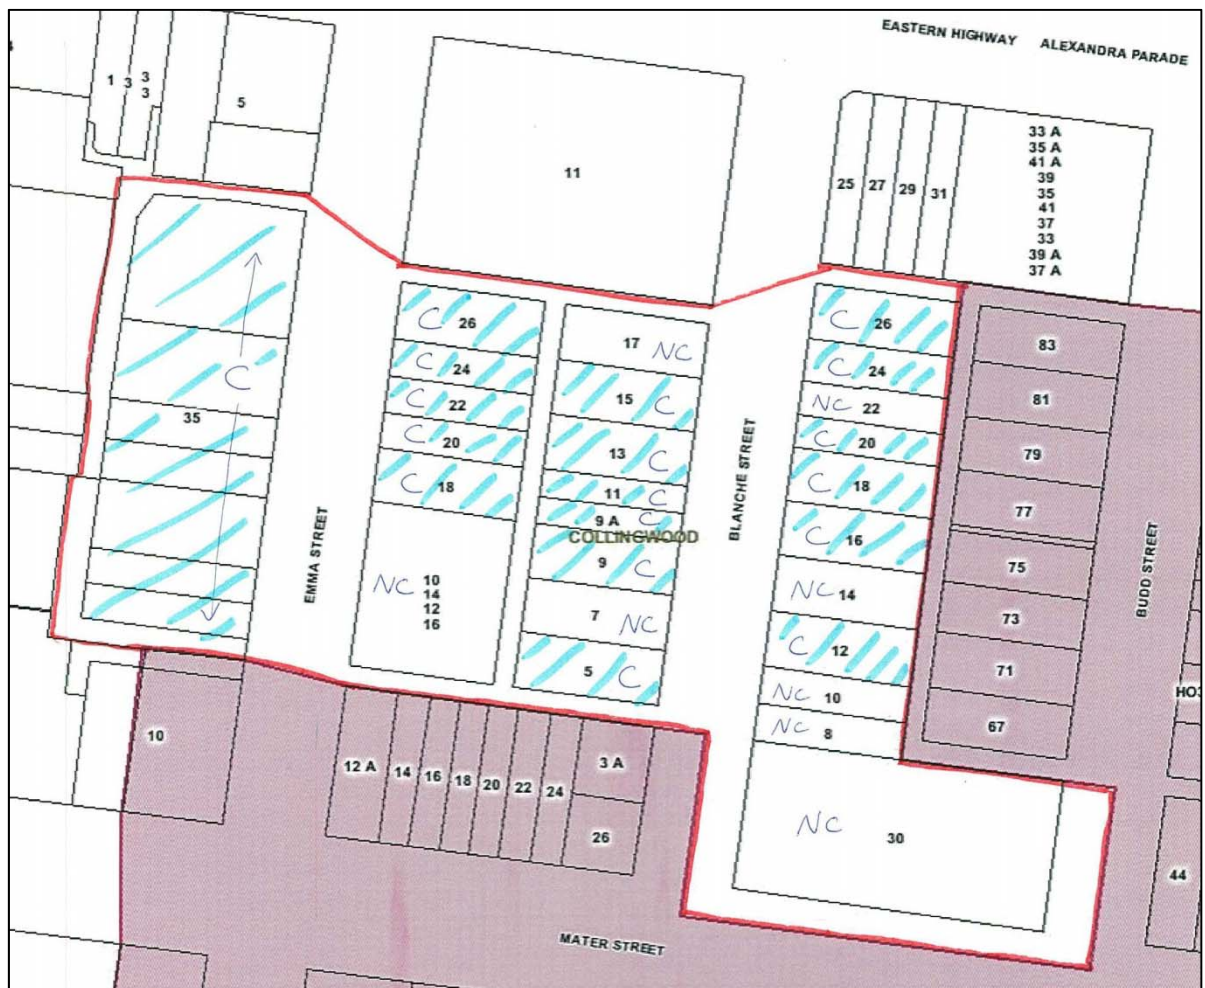 EASTERN HIGHWAY ALEXANDRA PARADE
1
3
3
3
5
11
25
27
29
31
33 A
35 A
41 A
39
35
41
37
33
39 A
37 A
C
35
EMMA STREET
C 26
C 24
C 22
C 20
C 18
NC
10
14
12
16
17 NC
15 C
13 C
11 C
9 A C
COLLINGWOOD
9 C
7 NC
5 C
BLANCHE STREET
C 26
C 24
NC 22
C 20
C 18
C 16
NC 14
C 12
NC 10
NC 8
NC 30
83
81
79
77
75
73
71
67
BUDD STREET
44
10
12 A
14
16
18
20
22
24
3 A
26
MATER STREET